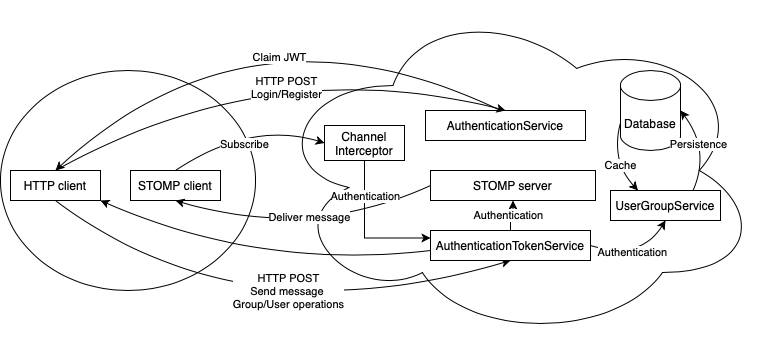 Claim JWT
HTTP POST
Login/Register
AuthenticationService
Database
Channel
Interceptor
Subscribe
Persistence
Cache
HTTP client
STOMP client
STOMP server
Authentication
UserGroupService
Deliver message
Authentication
AuthenticationTokenService
Authentication
HTTP POST
Send message
Group/User operations